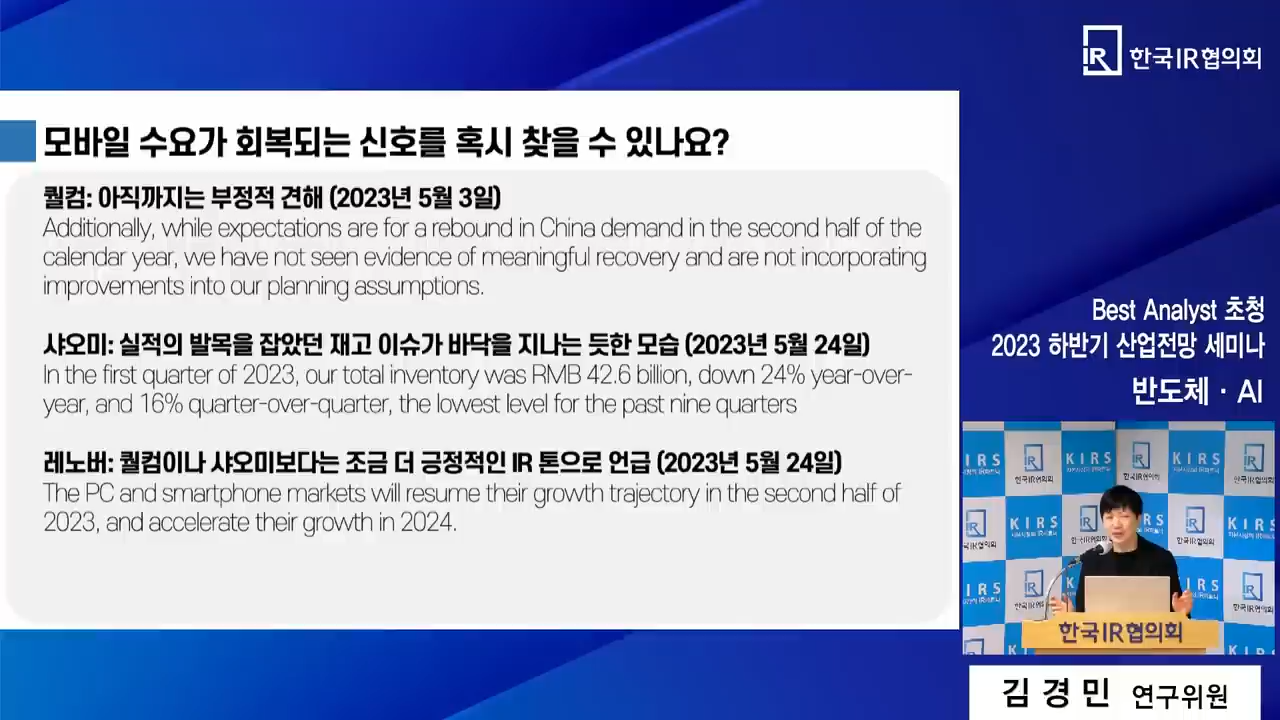 IR 한국IR협의회
모바일 수요가 회복되는 신호를 혹시 찾을 수 있나요?
퀄컴: 아직까지는 부정적 견해 (2023년 5월 3일)
Additionally, while expectations are for a rebound in China demand in the second half of the
calendar year, we have not seen evidence of meaningful recovery and are not incorporating
improvements into our planning assumptions.
샤오미: 실적의 발목을 잡았던 재고 이슈가 바닥을 지나는 듯한 모습 (2023년 5월 24일)
In the first quarter of 2023, our total inventory was RMB 42.6 billion, down 24% year-over-
year, and 16% quarter-over-quarter, the lowest level for the past nine quarters
레노버: 퀄컴이나 샤오미보다는 조금 더 긍정적인 IR 톤으로 언급 (2023년 5월 24일)
The PC and smartphone markets will resume their growth trajectory in the second half of
2023, and accelerate their growth in 2024.
Best Analyst 초청
2023 하반기 산업전망 세미나
반도체 · AI
KIRS
한국IR협의회
한국IR협의회
김경민 연구위원